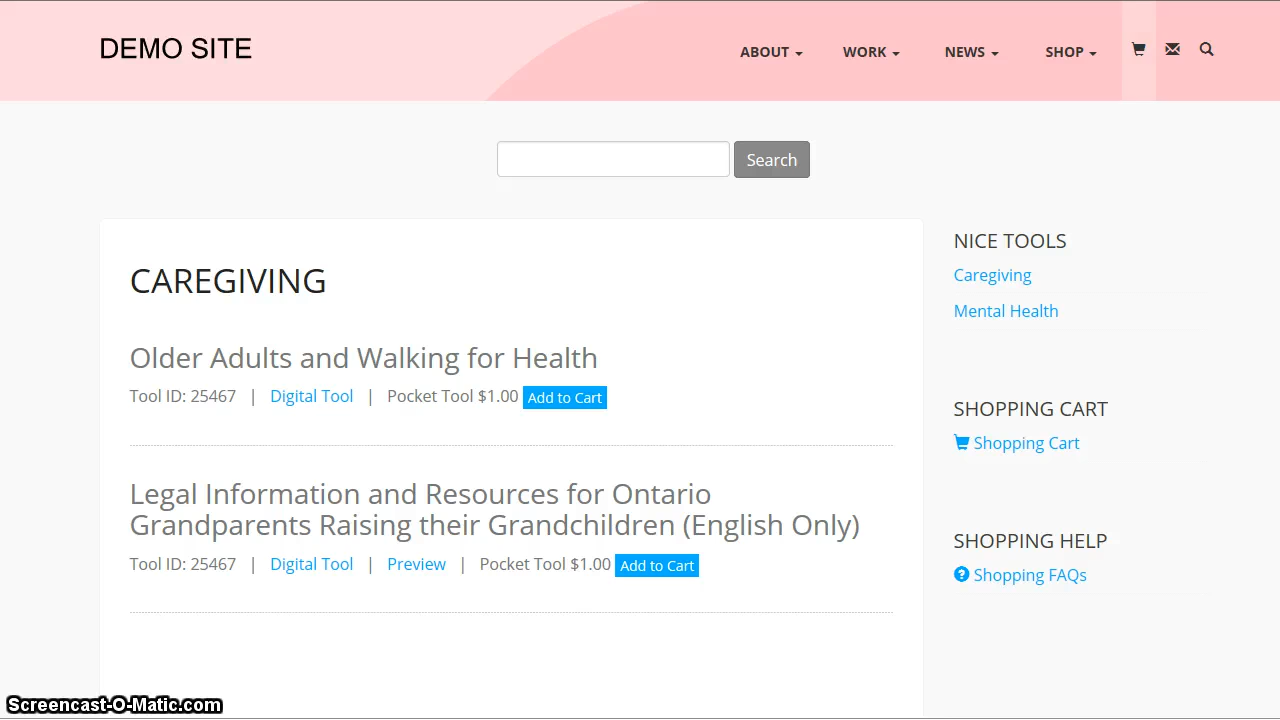 DEMO SITE
ABOUT
WORK
NEWS
SHOP
Search
CAREGIVING
Older Adults and Walking for Health
Tool ID: 25467 | Digital Tool | Pocket Tool $1.00 Add to Cart
Legal Information and Resources for Ontario
Grandparents Raising their Grandchildren (English Only)
Tool ID: 25467 | Digital Tool | Preview | Pocket Tool $1.00 Add to Cart
NICE TOOLS
Caregiving
Mental Health
SHOPPING CART
Shopping Cart
SHOPPING HELP
Shopping FAQs
Screencast-O-Matic.com